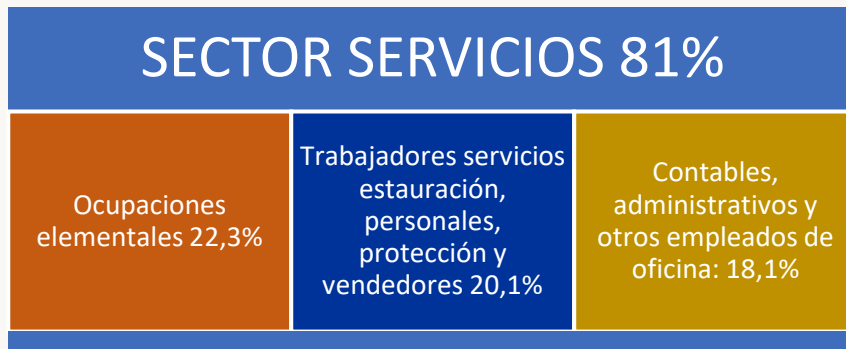 SECTOR SERVICIOS 81%
Ocupaciones
elementales 22,3%
Trabajadores servicios
estauración,
personales,
protección y
vendedores 20,1%
Contables,
administrativos y
otros empleados de
oficina: 18,1%